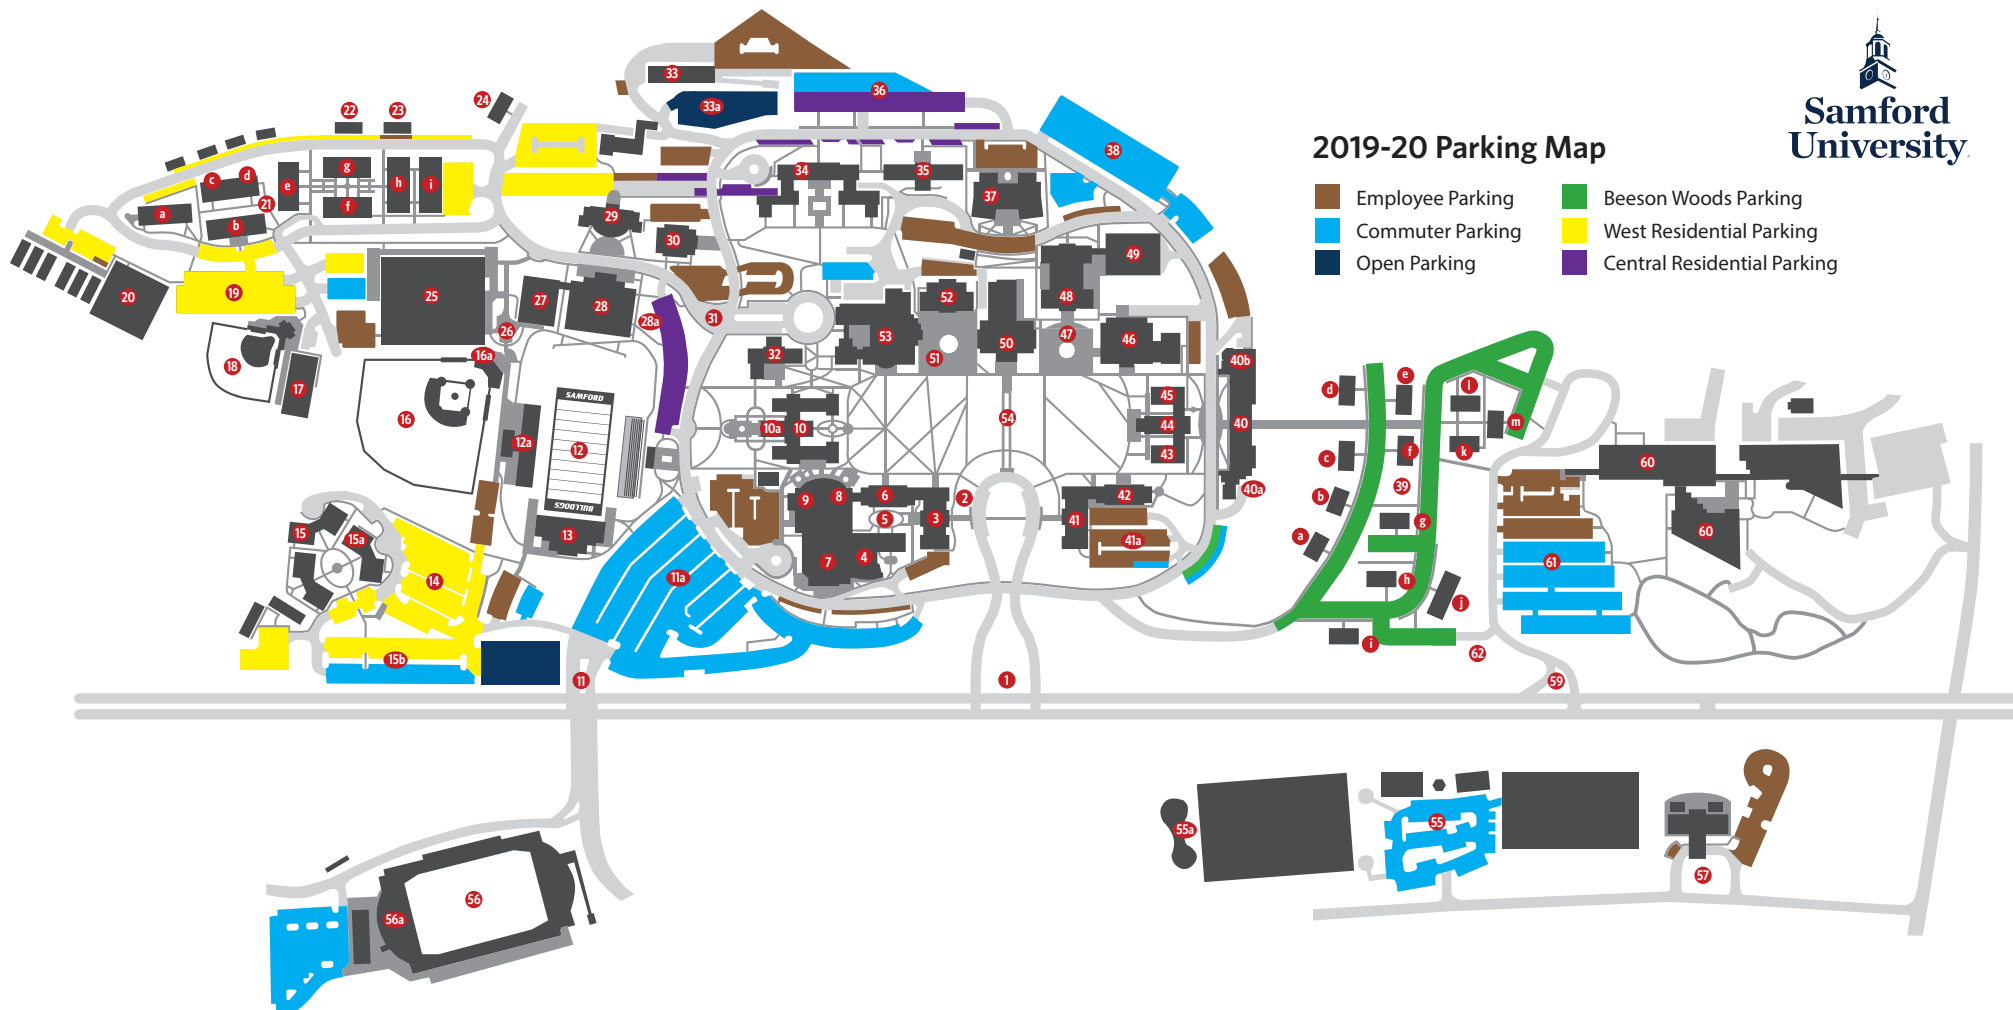 Samford
University
2019-20 Parking Map
Employee Parking
Commuter Parking
Open Parking
Beeson Woods Parking
West Residential Parking
Central Residential Parking
33
36
33a
22
23
24
38
34
35
37
g
d
c
e
h
i
f
21
a
b
29
30
49
20
19
25
27
28
52
48
28a
31
26
53
51
50
47
46
16a
32
18
17
40b
d
e
l
45
16
10a
10
54
44
40
m
12a
SAMFORD
12
BULLDOGS
43
c
f
k
60
9
8
6
2
42
40a
b
39
5
3
41
g
60
15
15a
13
41a
a
7
4
61
14
11a
h
j
15b
i
62
11
1
59
55a
55
57
56
56a